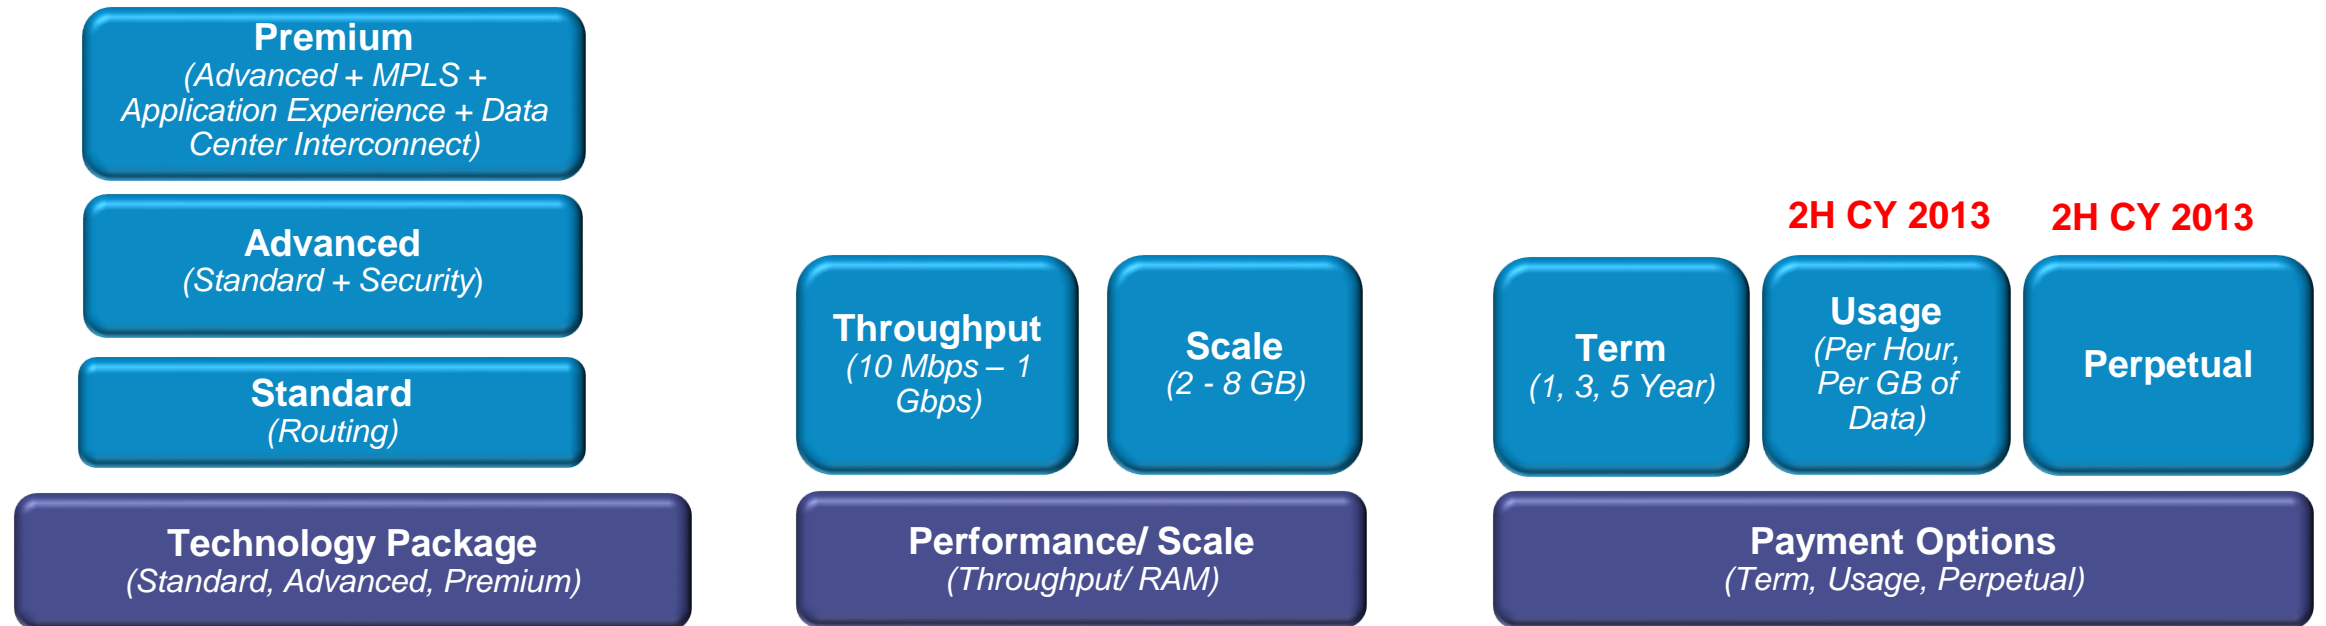 Premium
(Advanced + MPLS +
Application Experience + Data
Center Interconnect)
Advanced
(Standard + Security)
Standard
(Routing)
Technology Package
(Standard, Advanced, Premium)
Throughput
(10 Mbps – 1
Gbps)
Scale
(2 - 8 GB)
Performance/ Scale
(Throughput/ RAM)
2H CY 2013
2H CY 2013
Term
(1, 3, 5 Year)
Usage
(Per Hour,
Per GB of
Data)
Perpetual
Payment Options
(Term, Usage, Perpetual)